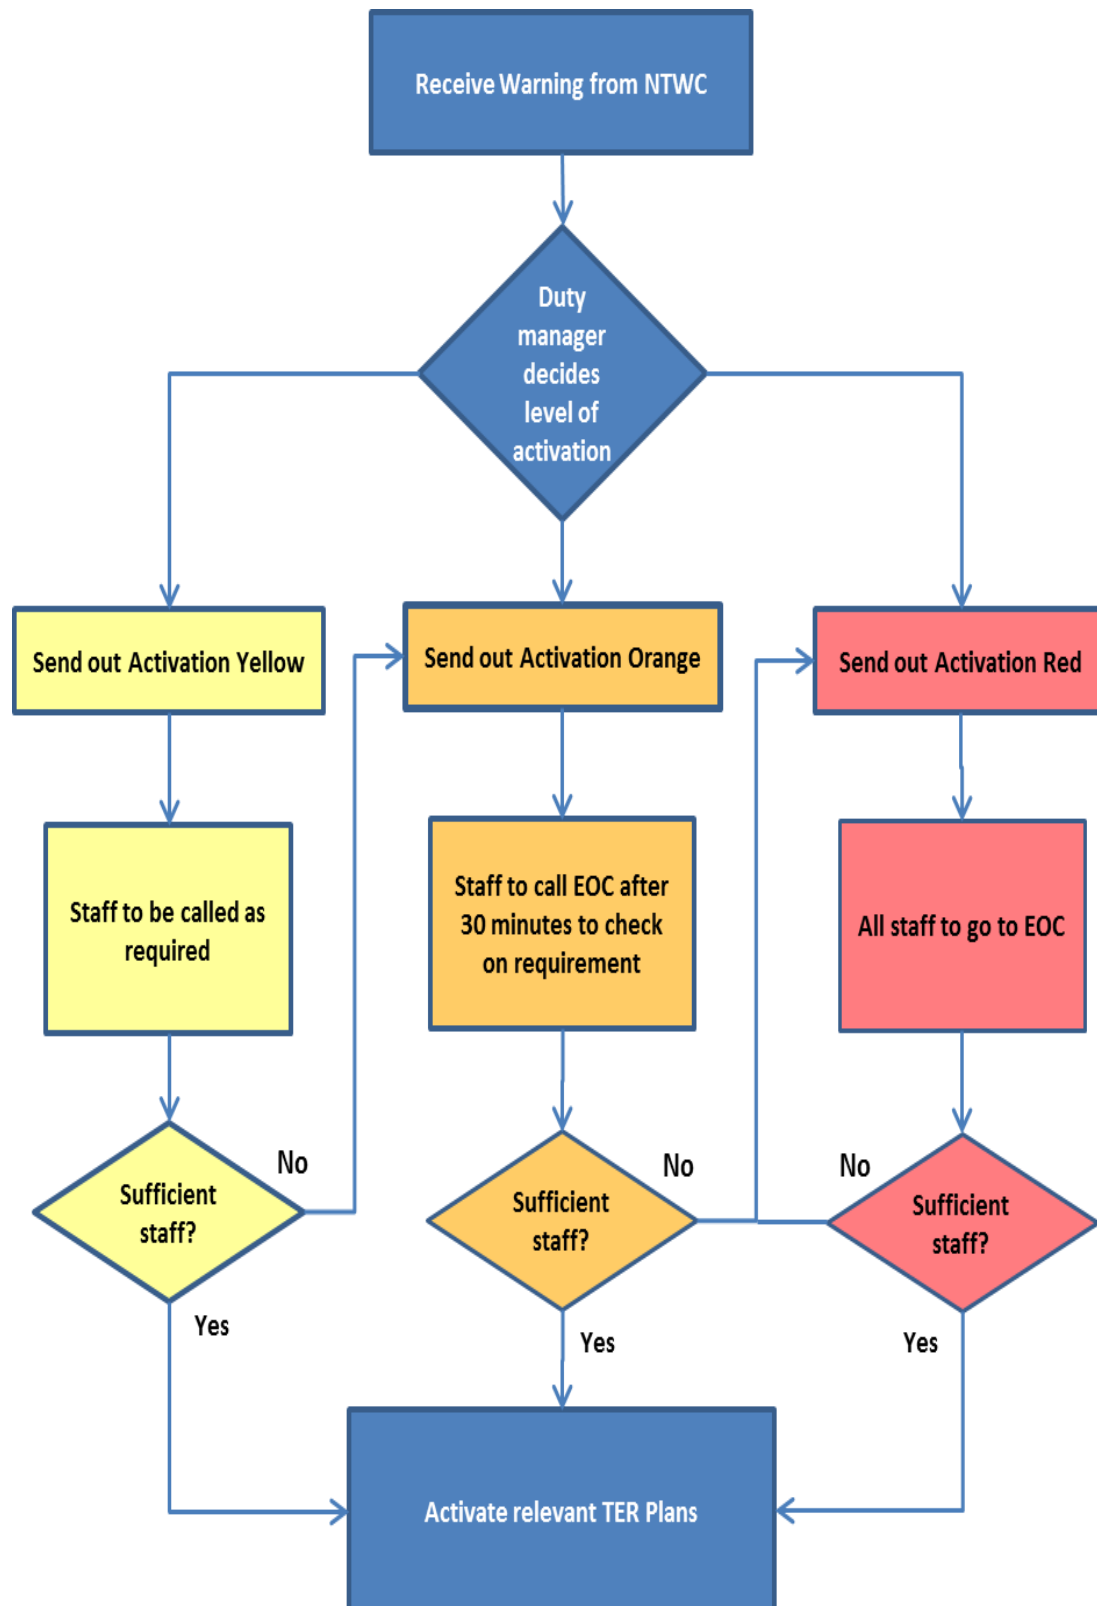 Receive Warning from NTWC
Duty
manager
decides
level of
activation
Send out Activation Yellow
Send out Activation Orange
Send out Activation Red
Staff to be called as
required
Staff to call EOC after
30 minutes to check
on requirement
All staff to go to EOC
Sufficient
staff?
No
Yes
Sufficient
staff?
No
Yes
Sufficient
staff?
No
Yes
Activate relevant TER Plans